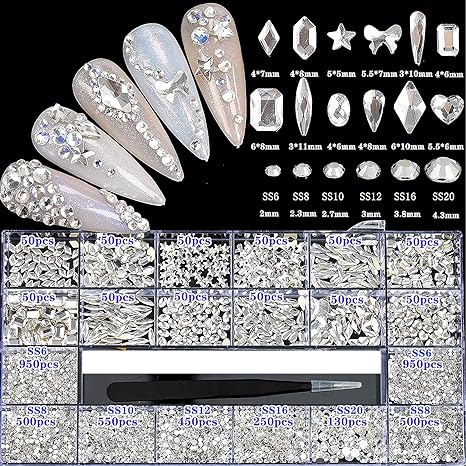 4*7mm 4*8mm 5*5mm 5.5*7mm 3*10mm 4*6mm
6*8mm 3*11mm 4*6mm 4*8mm 6*10mm 5.5*6mm
SS6 SS8 SS10 SS12 SS16 SS20
2mm 2.3mm 2.7mm 3mm 3.8mm 4.3mm
50pcs 50pcs 50pcs 50pcs 50pcs 50pcs
50pcs 50pcs 50pcs 50pcs 50pcs 50pcs
SS6 SS6
950pcs 950pcs
SS8 SS10 SS12 SS16 SS20 SS8
500pcs 550pcs 450pcs 250pcs 130pcs 500pcs